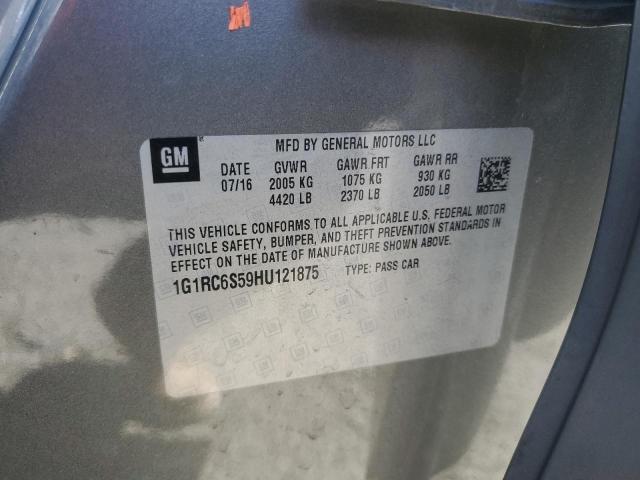 GM
MFD BY GENERAL MOTORS LLC
DATE GVWR GAWR FRT GAWR RR
07/16 2005 KG 1075 KG 930 KG
4420 LB 2370 LB 2050 LB
THIS VEHICLE CONFORMS TO ALL APPLICABLE U.S. FEDERAL MOTOR
VEHICLE SAFETY, BUMPER, AND THEFT PREVENTION STANDARDS IN
EFFECT ON THE DATE OF MANUFACTURE SHOWN ABOVE.
1G1RC6S59HU121875 TYPE: PASS CAR